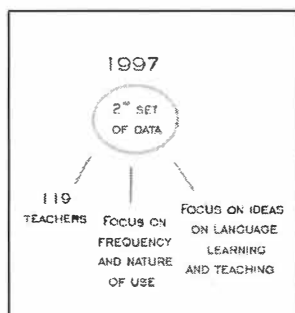 1997
2ND SET
OF DATA
119
TEACHERS
FOCUS ON
FREQUENCY
AND NATURE
OF USE
FOCUS ON IDEAS
ON LANGUAGE
LEARNING
AND TEACHING